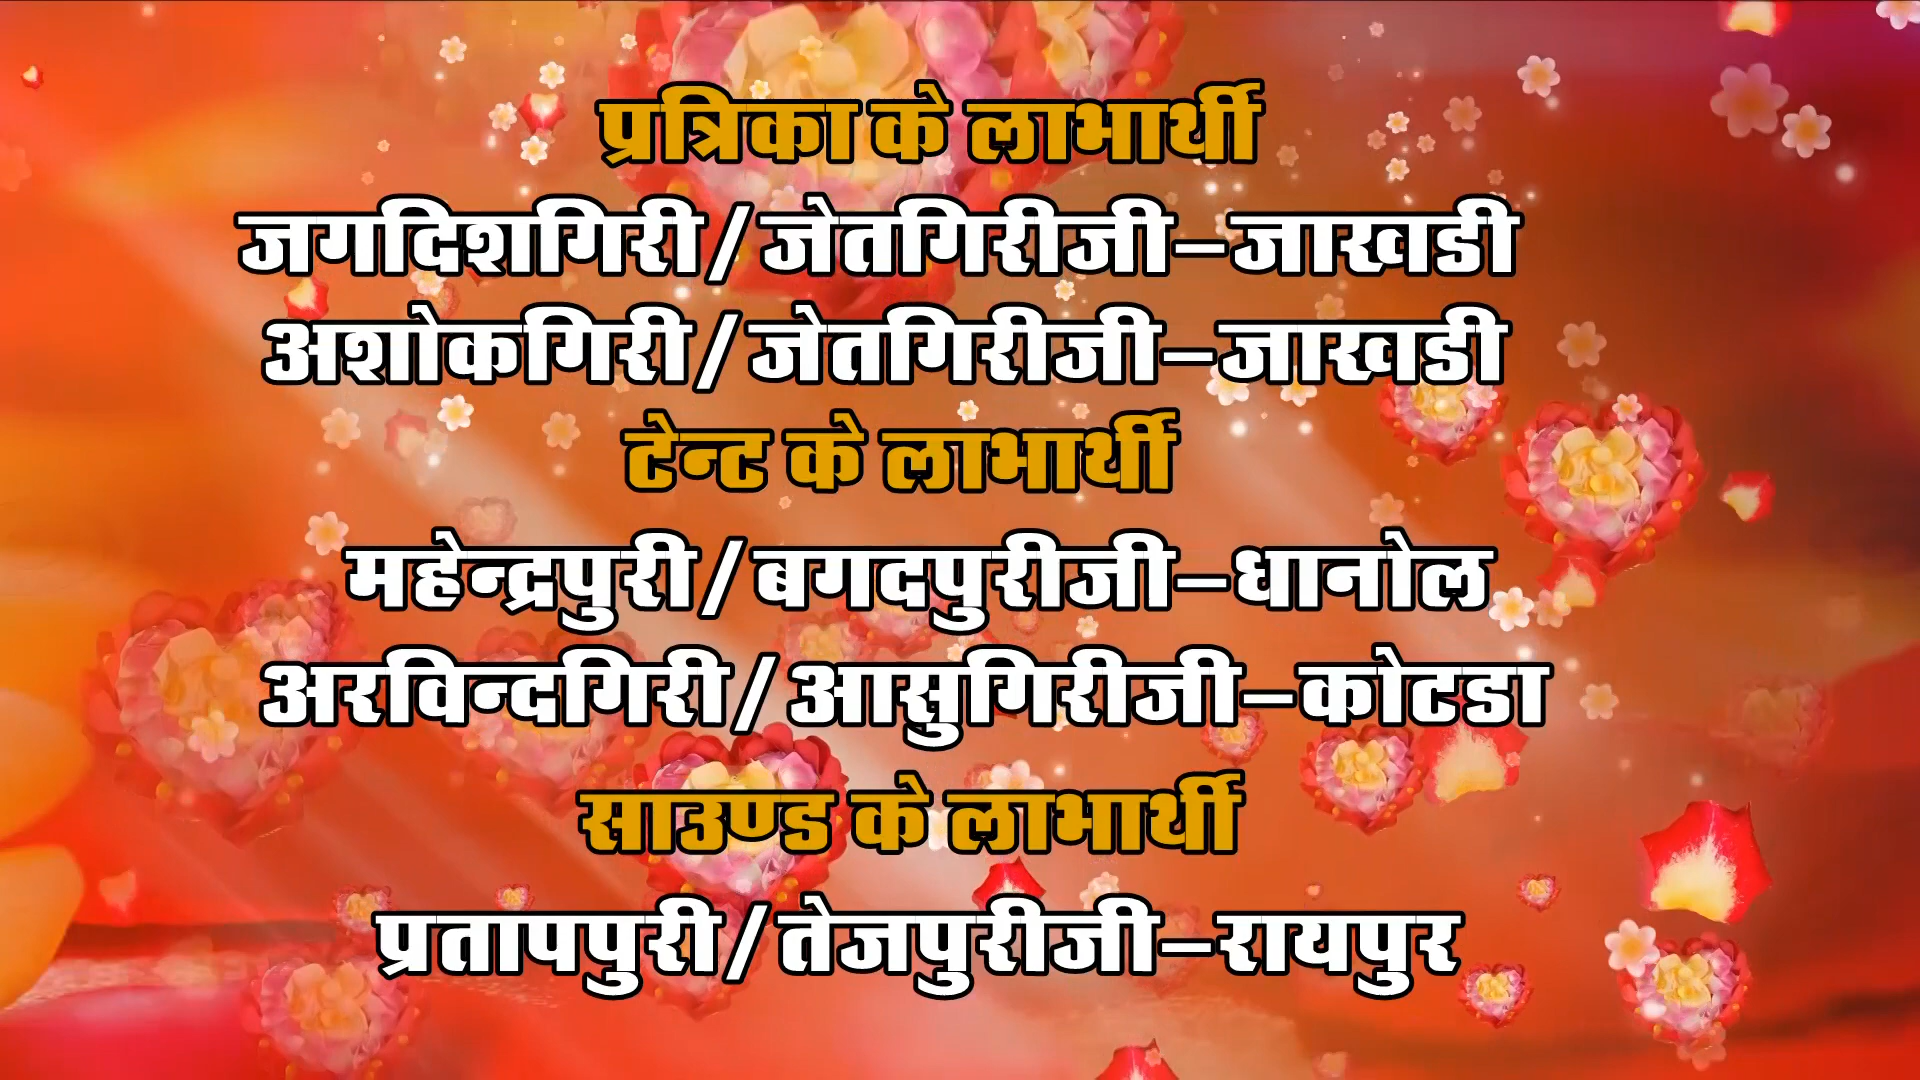 प्रत्रिका के लाभार्थी
जगदिशगिरी/जेतगिरीजी-जाखडी
अशोकगिरी/जेतगिरीजी-जाखडी
टेन्ट के लाभार्थी
महेन्द्रपुरी/बगदपुरीजी-धानोल
अरविन्दगिरी/आसुगिरीजी-कोटडा
साउण्ड के लाभार्थी
प्रतापपुरी/तेजपुरीजी-रायपुर